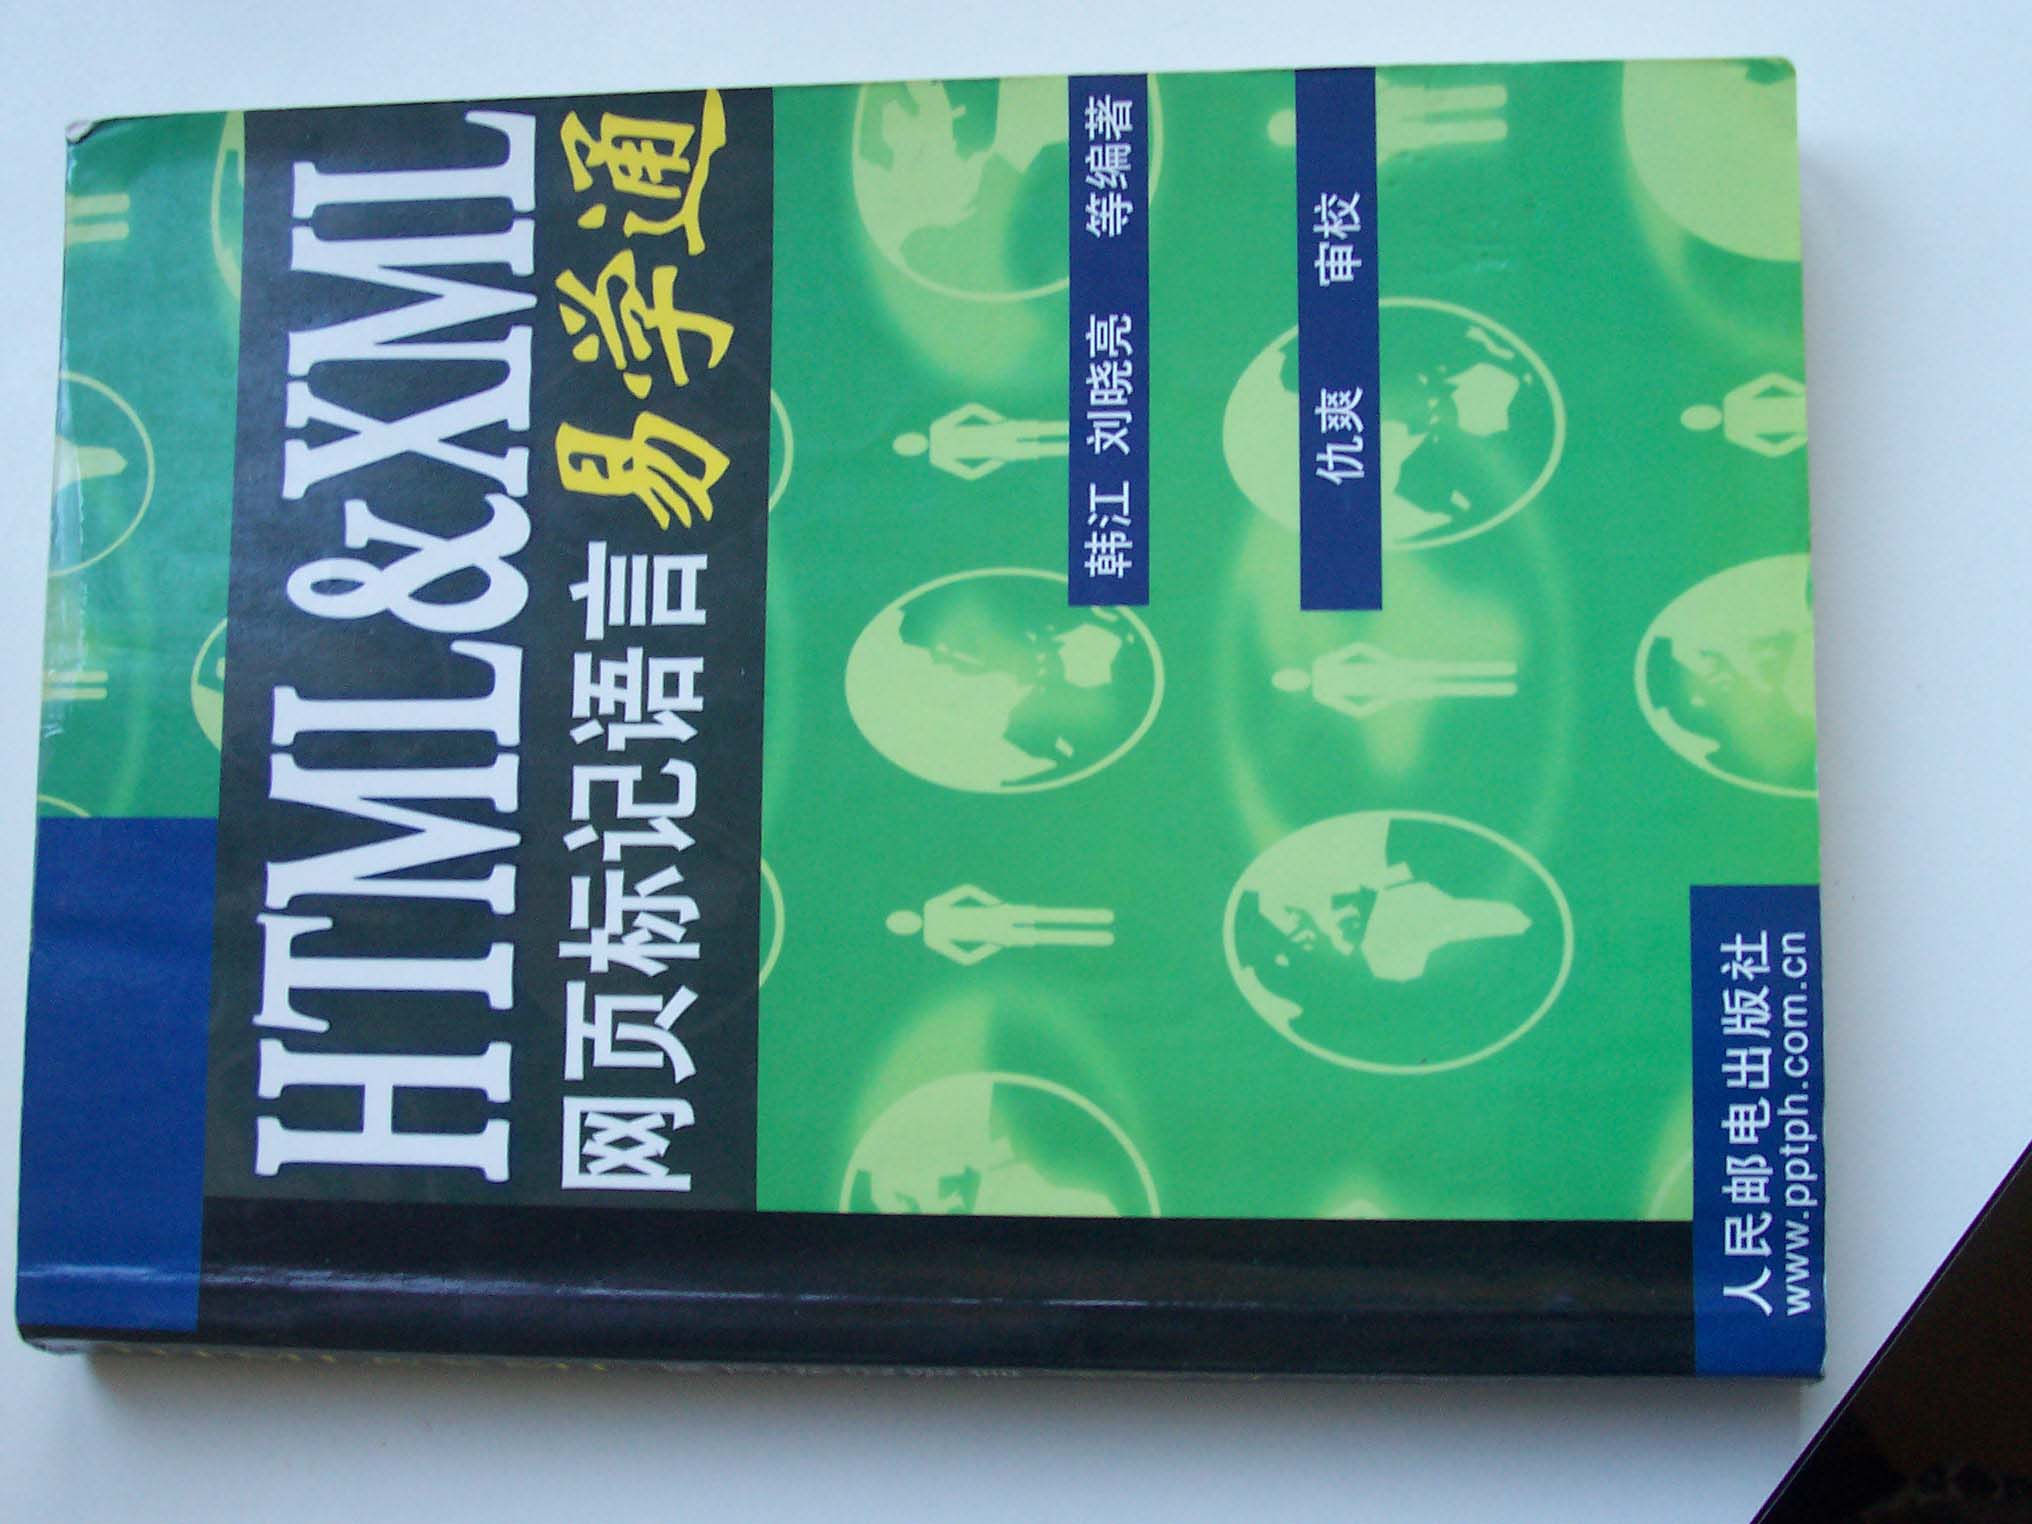 HTML&XML
网页标记语言易学通
韩江 刘晓亮 等编著
仇爽 审校
人民邮电出版社
www.pptph.com.cn